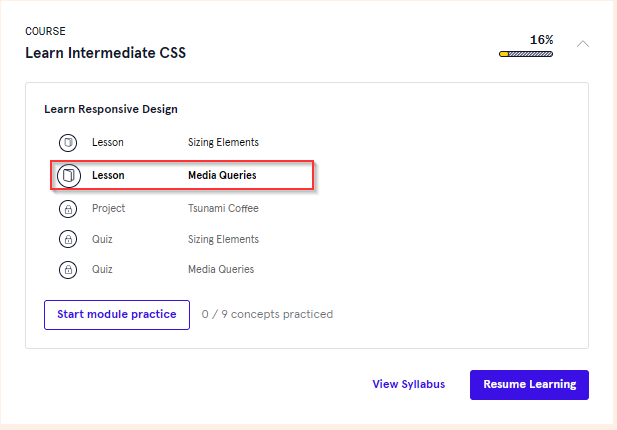 COURSE
Learn Intermediate CSS
16%
Learn Responsive Design
Lesson Sizing Elements
Lesson Media Queries
Project Tsunami Coffee
Quiz Sizing Elements
Quiz Media Queries
Start module practice 0 / 9 concepts practiced
View Syllabus Resume Learning